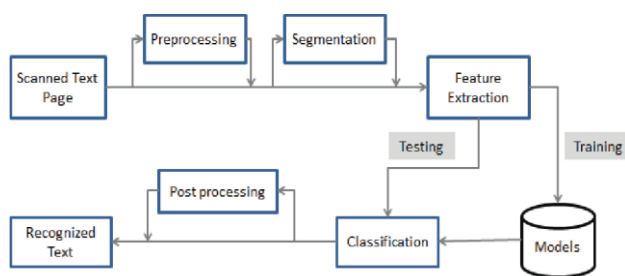 Preprocessing
Segmentation
Scanned Text
Page
Feature
Extraction
Testing
Training
Post processing
Recognized
Text
Classification
Models